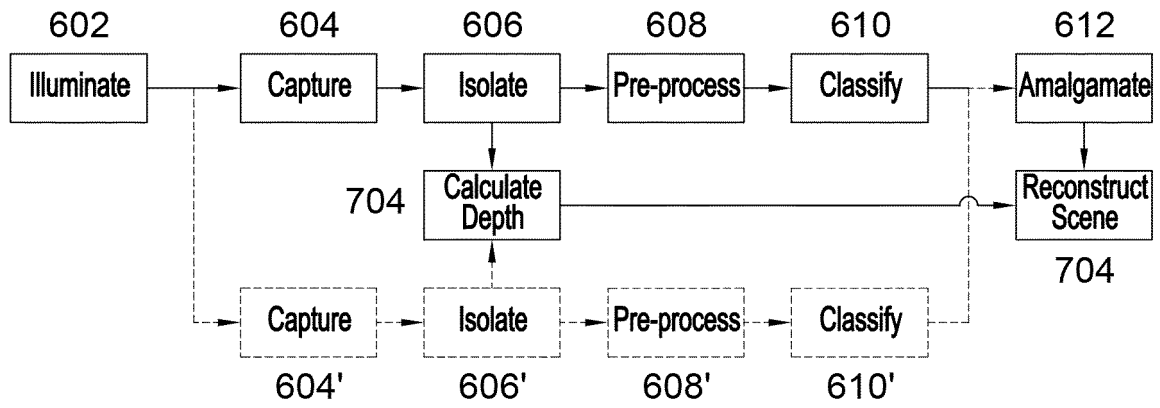 602 604 606 608 610 612
Illuminate Capture Isolate Pre-process Classify Amalgamate
704 Calculate Depth Reconstruct Scene
704
Capture Isolate Pre-process Classify
604' 606' 608' 610'